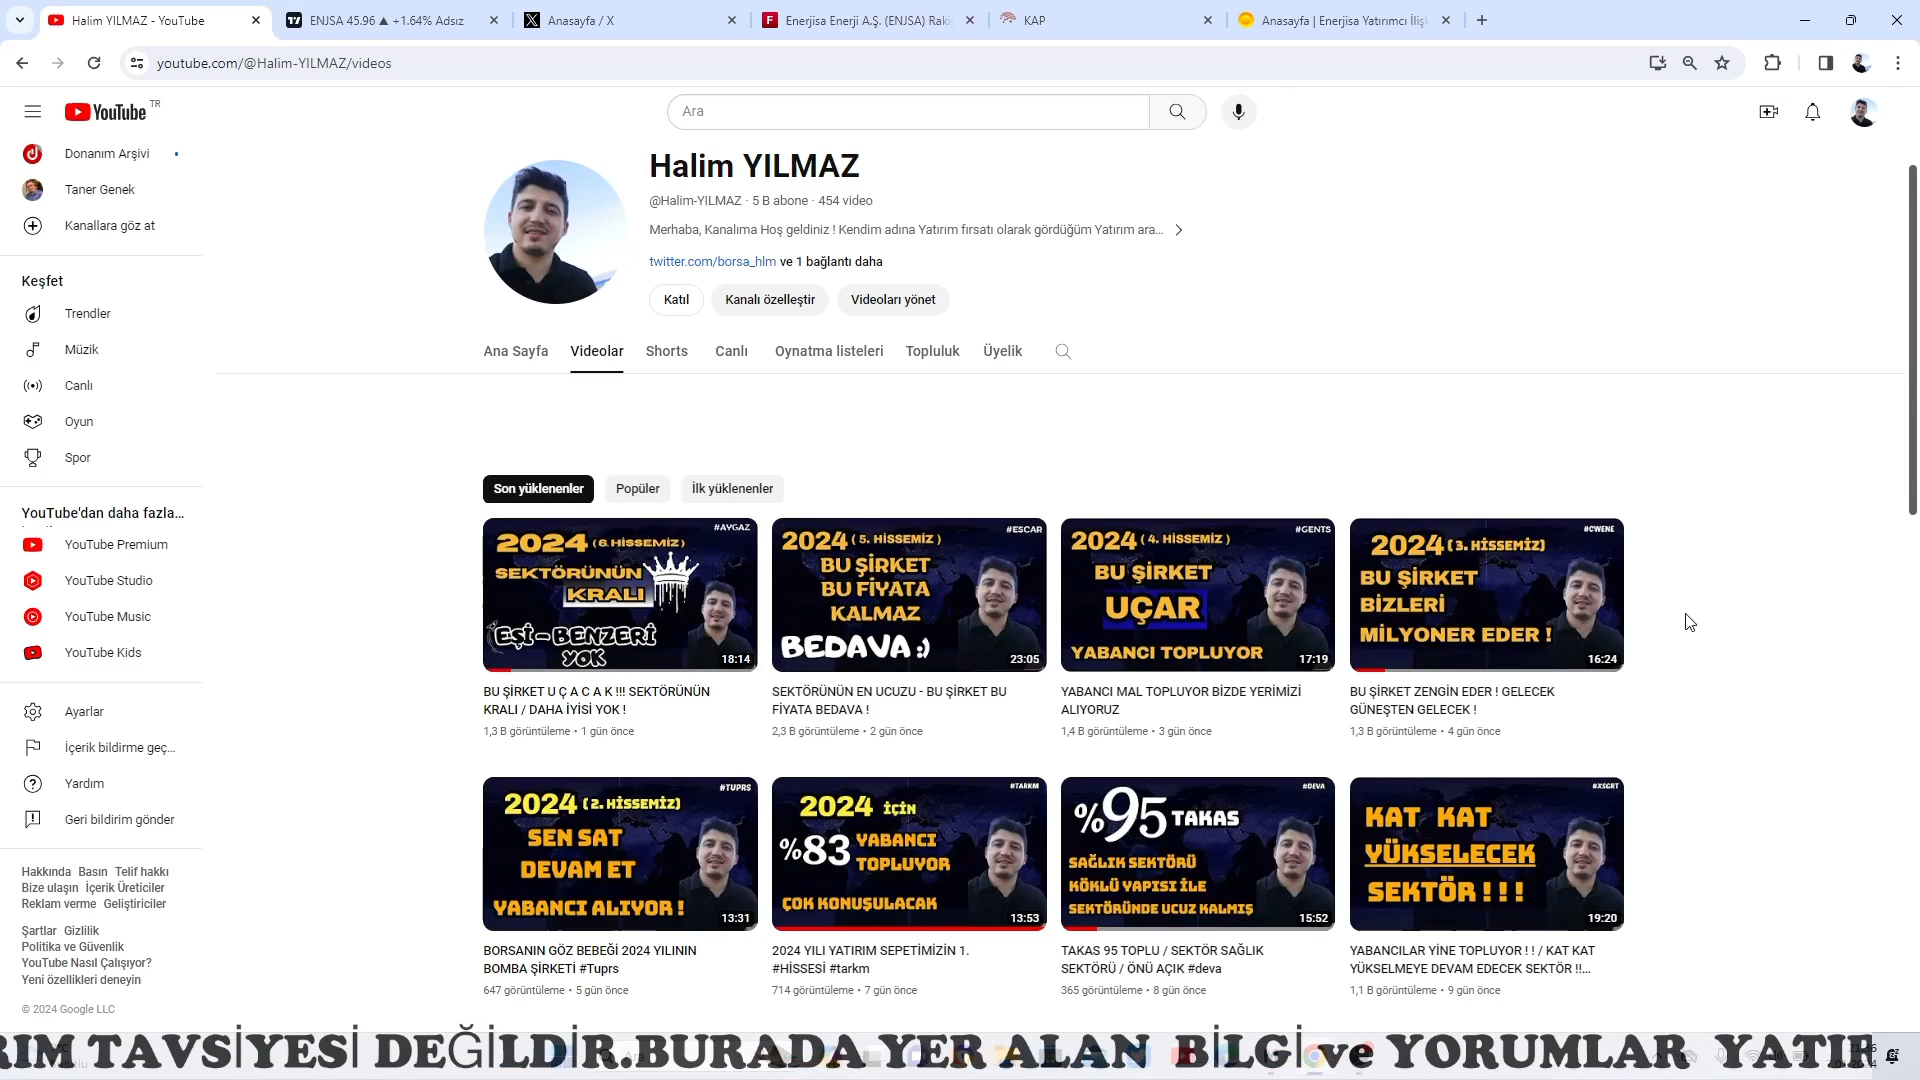 Halim YILMAZ - YouTube
ENJSA 45.96 ▲ +1.64% Adsız
Anasayfa / X
Enerjisa Enerji A.Ş. (ENJSA) Raki
KAP
Anasayfa | Enerjisa Yatırımcı İliş
youtube.com/@Halim-YILMAZ/videos
YouTube TR
Ara
Donanım Arşivi
Taner Genek
Kanallara göz at
Keşfet
Trendler
Müzik
Canlı
Oyun
Spor
YouTube'dan daha fazla...
YouTube Premium
YouTube Studio
YouTube Music
YouTube Kids
Ayarlar
İçerik bildirme geç...
Yardım
Geri bildirim gönder
Hakkında Basın Telif hakkı
Bize ulaşın İçerik Üreticiler
Reklam verme Geliştiriciler
Şartlar Gizlilik
Politika ve Güvenlik
YouTube Nasıl Çalışıyor?
Yeni özellikleri deneyin
© 2024 Google LLC
Halim YILMAZ
@Halim-YILMAZ · 5 B abone · 454 video
Merhaba, Kanalıma Hoş geldiniz ! Kendim adına Yatırım fırsatı olarak gördüğüm Yatırım ara...
twitter.com/borsa_hlm ve 1 bağlantı daha
Katıl
Kanalı özelleştir
Videoları yönet
Ana Sayfa
Videolar
Shorts
Canlı
Oynatma listeleri
Topluluk
Üyelik
Son yüklenenler
Popüler
İlk yüklenenler
#AYGAZ
2024 (6.HİSSEMİZ)
SEKTÖRÜNÜN
KRALI
EŞİ-BENZERİ
YOK
18:14
BU ŞİRKET U Ç A C A K !!! SEKTÖRÜNÜN
KRALI / DAHA İYİSİ YOK !
1,3 B görüntüleme • 1 gün önce
#ESCAR
2024 ( 5. HİSSEMİZ )
BU ŞİRKET
BU FİYATA
KALMAZ
BEDAVA :)
23:05
SEKTÖRÜNÜN EN UCUZU - BU ŞİRKET BU
FİYATA BEDAVA !
2,3 B görüntüleme • 2 gün önce
#GENTS
2024 ( 4. HİSSEMİZ )
BU ŞİRKET
UÇAR
YABANCI TOPLUYOR
17:19
YABANCI MAL TOPLUYOR BİZDE YERİMİZİ
ALIYORUZ
1,4 B görüntüleme • 3 gün önce
#CWENE
2024 (3.HİSSEMİZ)
BU ŞİRKET
BİZLERİ
MİLYONER EDER !
16:24
BU ŞİRKET ZENGİN EDER ! GELECEK
GÜNEŞTEN GELECEK !
1,3 B görüntüleme • 4 gün önce
#TUPRS
2024 (2.HİSSEMİZ)
SEN SAT
DEVAM ET
YABANCI ALIYOR !
13:31
BORSANIN GÖZ BEBEĞİ 2024 YILININ
BOMBA ŞİRKETİ #Tuprs
647 görüntüleme • 5 gün önce
#TARKM
2024 İÇİN
%83 YABANCI
TOPLUYOR
ÇOK KONUŞULACAK
13:53
2024 YILI YATIRIM SEPETİMİZİN 1.
#HİSSESİ #tarkm
714 görüntüleme • 7 gün önce
#DEVA
%95 TAKAS
SAĞLIK SEKTÖRÜ
KÖKLÜ YAPISI İLE
SEKTÖRÜNDE UCUZ KALMIŞ
15:52
TAKAS 95 TOPLU / SEKTÖR SAĞLIK
SEKTÖRÜ / ÖNÜ AÇIK #deva
365 görüntüleme • 8 gün önce
#XSGRT
KAT KAT
YÜKSELECEK
SEKTÖR ! ! !
19:20
YABANCILAR YİNE TOPLUYOR ! ! / KAT KAT
YÜKSELMEYE DEVAM EDECEK SEKTÖR !!...
1,1 B görüntüleme • 9 gün önce
RIM TAVSİYESİ DEĞİLDİR.BURADA YER ALAN BİLGİ ve YORUMLAR YATIR